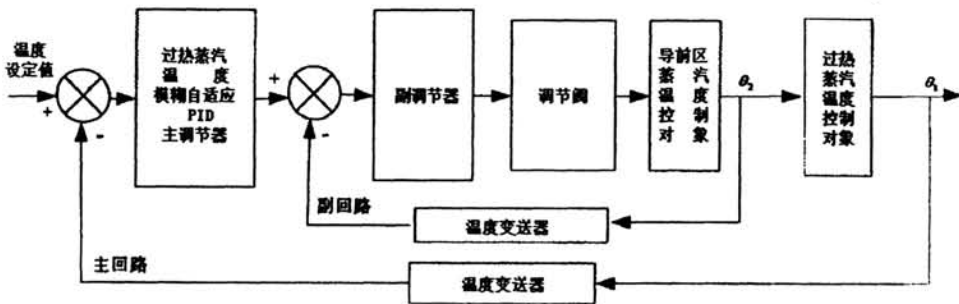 温度
设定值
+
-
过热蒸汽
温 度
模糊自适应
PID
主调节器
+
-
副调节器
调节阀
导前区
蒸 汽
温 度
控 制
对 象
θ₂
过热
蒸汽
温度
控制
对象
θ₁
副回路
温度变送器
主回路
温度变送器